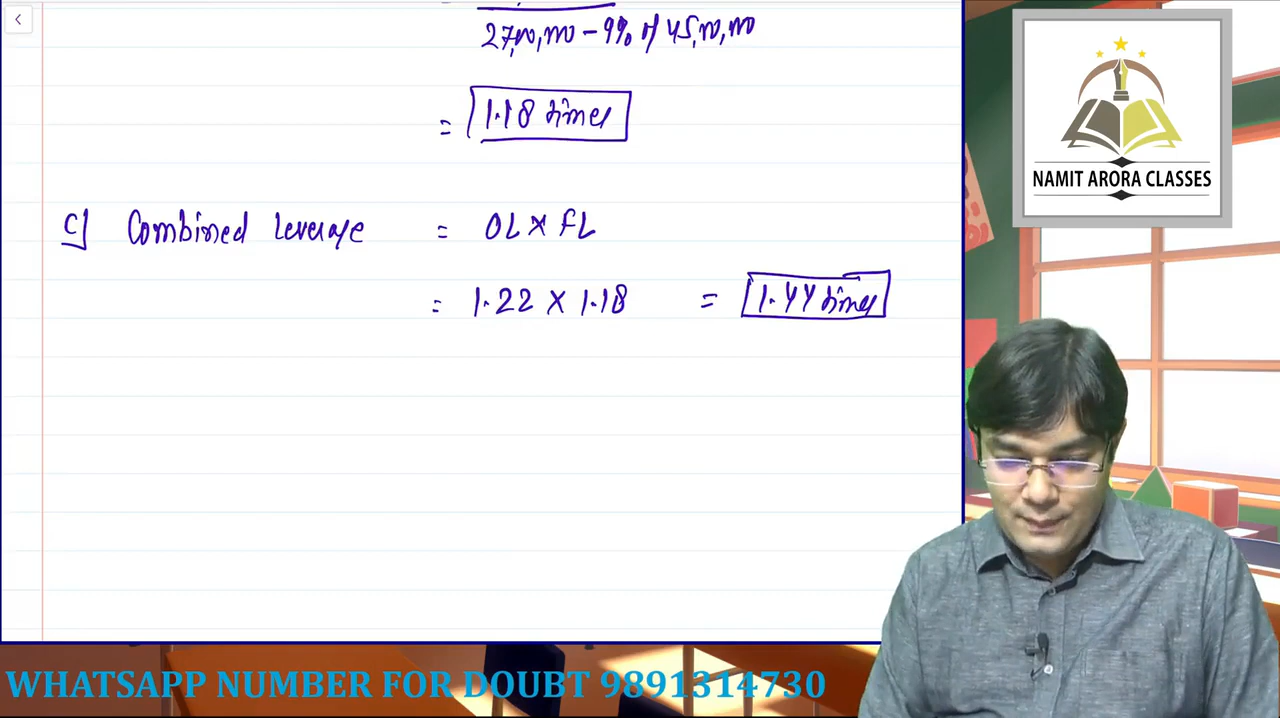 27,00,000 - 9% of 45,00,000
= 1.18 times
C] Combined leverage = OL × FL
= 1.22 × 1.18 = 1.44 times
NAMIT ARORA CLASSES
WHATSAPP NUMBER FOR DOUBT 9891314730